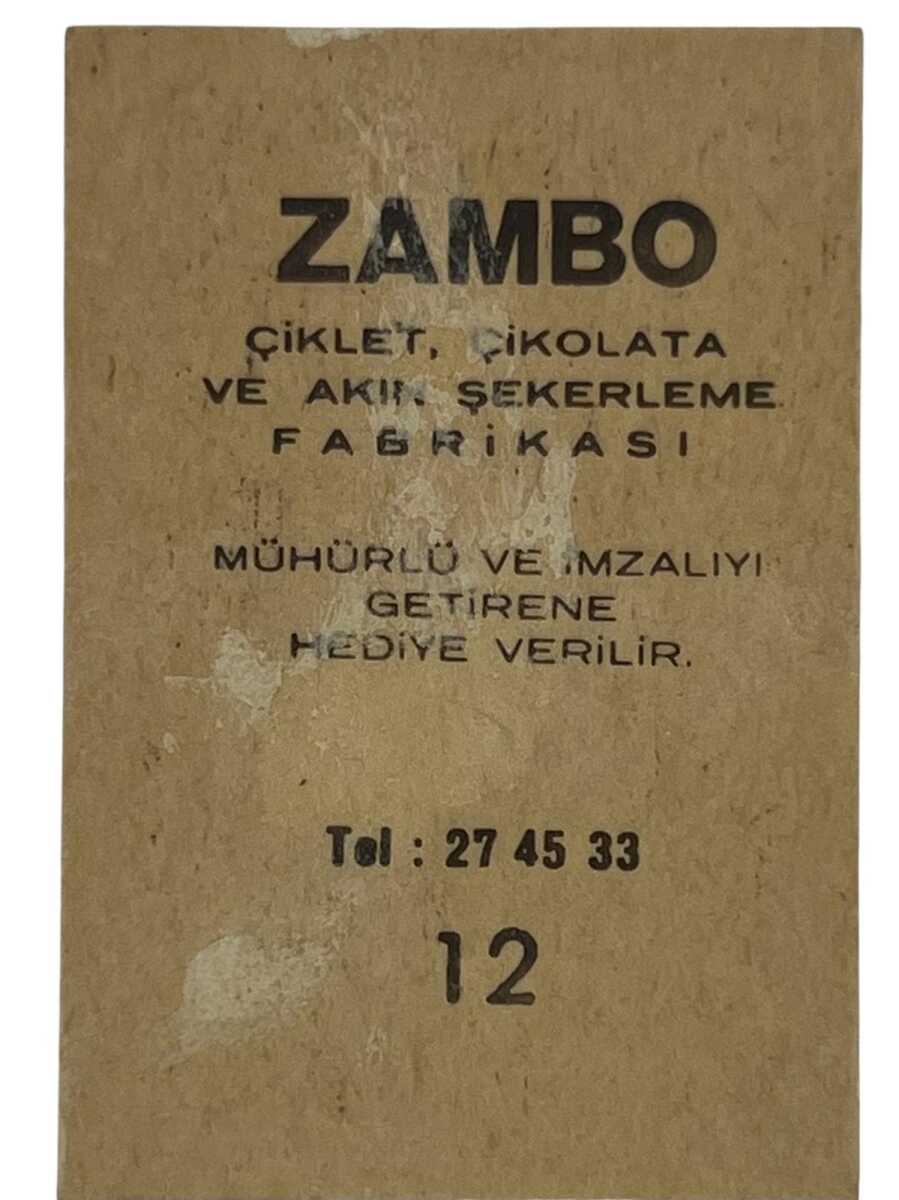 ZAMBO
ÇİKLET, ÇİKOLATA
VE AKIN ŞEKERLEME
FABRİKASI
MÜHÜRLÜ VE İMZALIYI
GETİRENE
HEDİYE VERİLİR.
Tel : 27 45 33
12